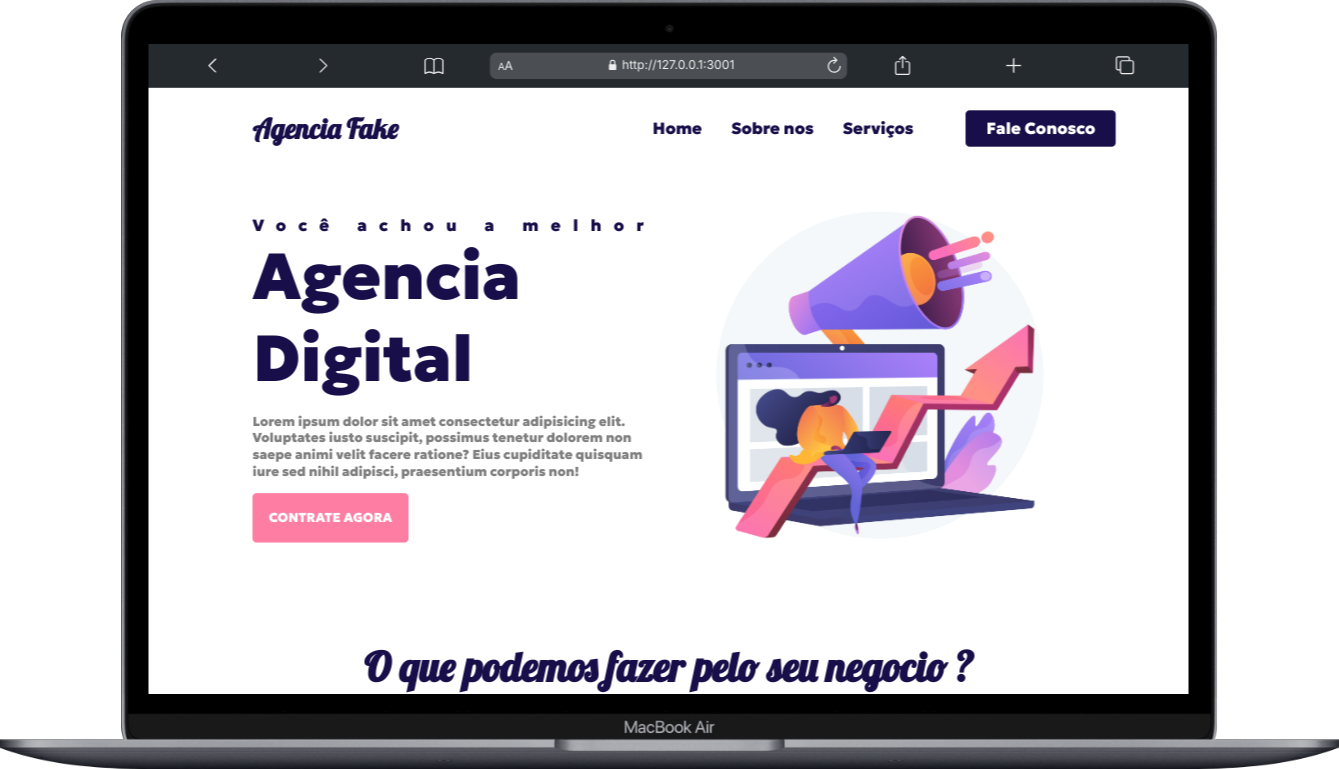 AA
http://127.0.0.1:3001
Agencia Fake
Home
Sobre nos
Serviços
Fale Conosco
Você achou a melhor
Agencia
Digital
Lorem ipsum dolor sit amet consectetur adipisicing elit.
Voluptates iusto suscipit, possimus tenetur dolorem non
saepe animi velit facere ratione? Eius cupiditate quisquam
iure sed nihil adipisci, praesentium corporis non!
CONTRATE AGORA
O que podemos fazer pelo seu negocio ?
MacBook Air